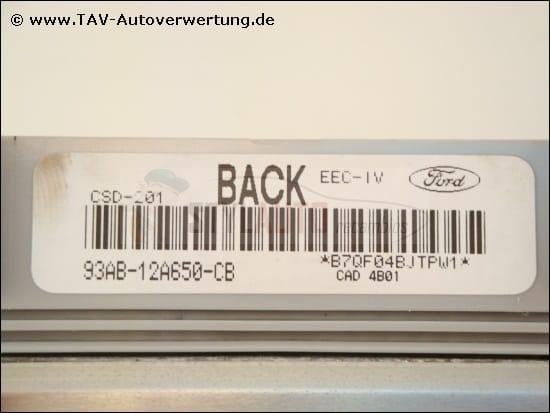 © www.TAV-Autoverwertung.de
BACK EEC-IV Ford
CSD-201
93AB-12A650-CB *B7QF04BJTPW1*
CAD 4B01